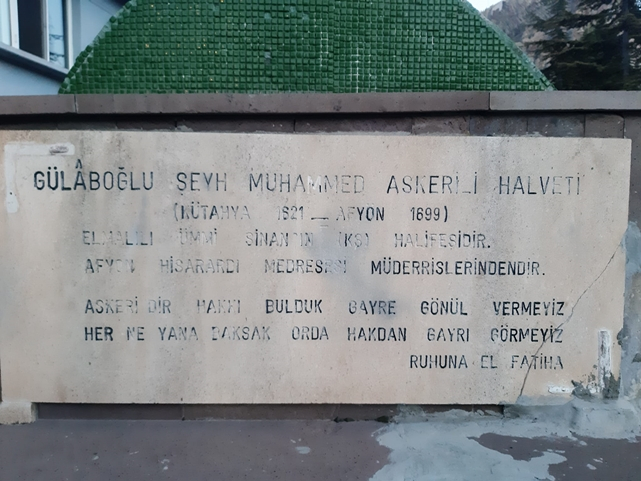 GÜLÂBOĞLU ŞEYH MUHAMMED ASKERİLİ HALVETİ
(KÜTAHYA 1621 _ AFYON 1699)
ELMALILI ÜMMİ SİNAN'IN (KS) HALİFESİDİR.
AFYON HİSARARDI MEDRESESİ MÜDERRİSLERİNDENDİR.
ASKERİ DİR HAKKI BULDUK GAYRE GÖNÜL VERMEYİZ
HER NE YANA BAKSAK ORDA HAKDAN GAYRI GÖRMEYİZ
RUHUNA EL FATİHA